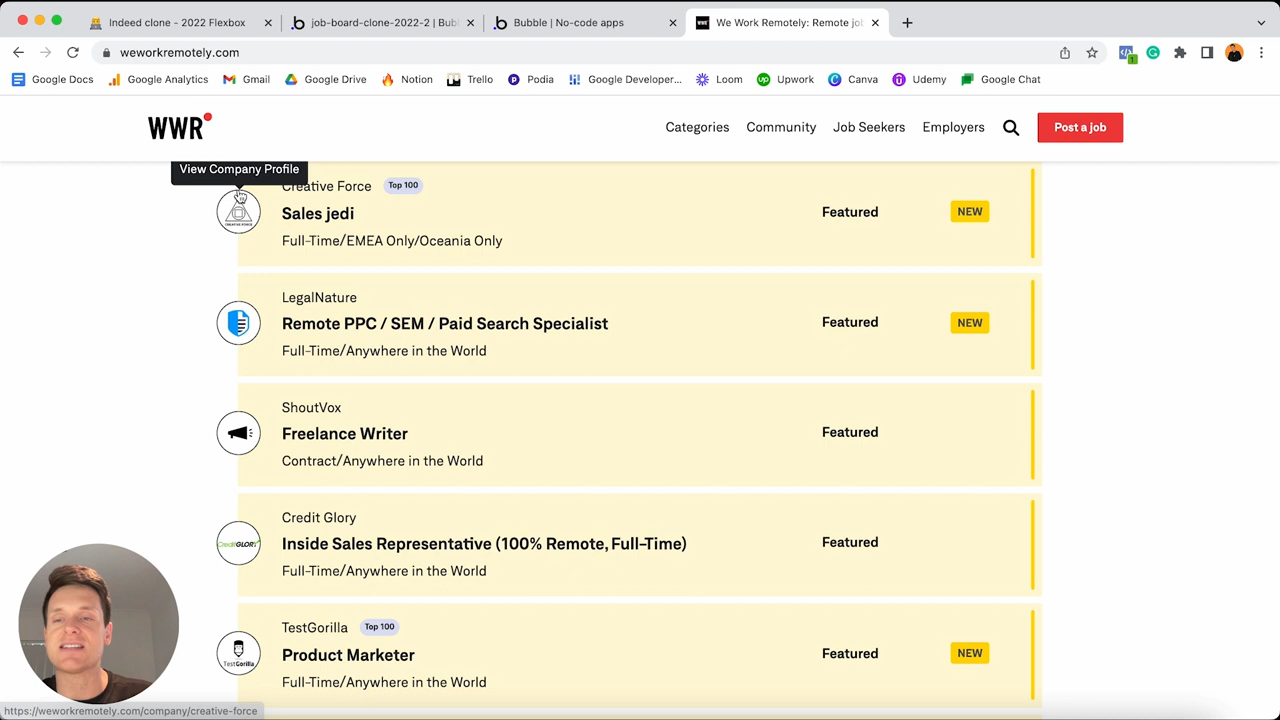 Indeed clone - 2022 Flexbox
job-board-clone-2022-2 | Bubl
Bubble | No-code apps
We Work Remotely: Remote jo
weworkremotely.com
1
Google Docs
Google Analytics
Gmail
Google Drive
Notion
Trello
Podia
Google Developer...
Loom
Upwork
Canva
Udemy
Google Chat
WWR
Categories
Community
Job Seekers
Employers
Post a job
View Company Profile
Creative Force
Top 100
CREATIVE FORCE
Sales jedi
Featured
NEW
Full-Time/EMEA Only/Oceania Only
LegalNature
Remote PPC / SEM / Paid Search Specialist
Featured
NEW
Full-Time/Anywhere in the World
ShoutVox
Freelance Writer
Featured
Contract/Anywhere in the World
Credit Glory
CreditGLORY
Inside Sales Representative (100% Remote, Full-Time)
Featured
Full-Time/Anywhere in the World
TestGorilla
Top 100
TestGorilla
Product Marketer
Featured
NEW
Full-Time/Anywhere in the World
https://weworkremotely.com/company/creative-force